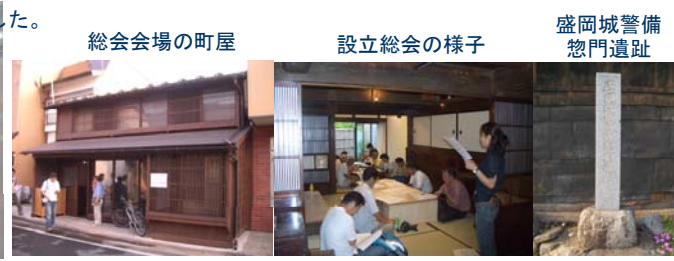 した。
総会会場の町屋
設立総会の様子
盛岡城警備
惣門遺趾